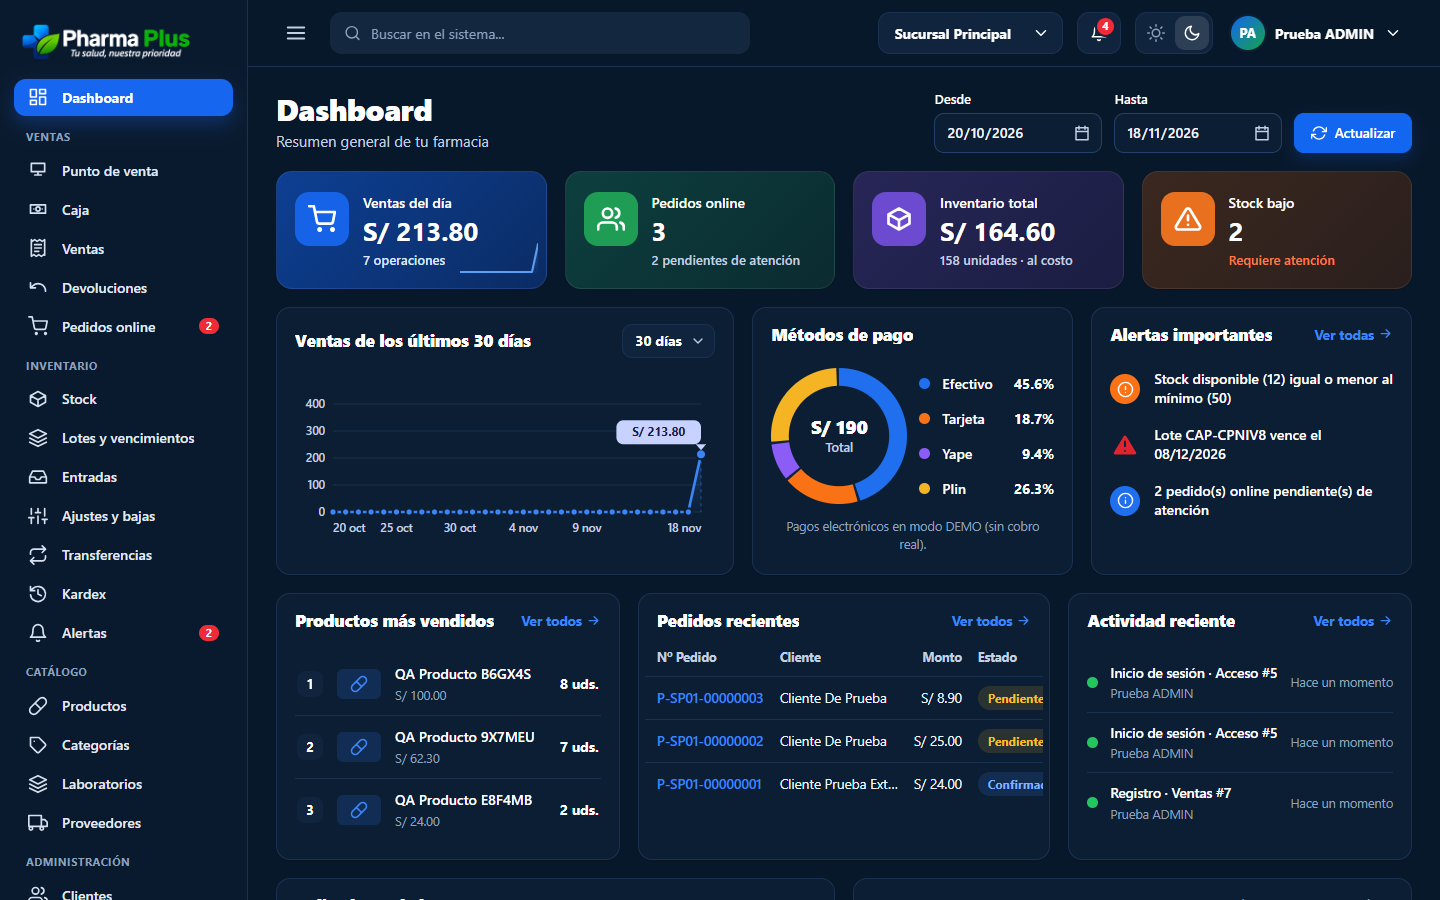 Pharma Plus
Tu salud, nuestra prioridad
Buscar en el sistema...
Sucursal Principal
4
PA
Prueba ADMIN
Dashboard
VENTAS
Punto de venta
Caja
Ventas
Devoluciones
Pedidos online
2
INVENTARIO
Stock
Lotes y vencimientos
Entradas
Ajustes y bajas
Transferencias
Kardex
Alertas
2
CATÁLOGO
Productos
Categorías
Laboratorios
Proveedores
ADMINISTRACIÓN
Clientes
Dashboard
Resumen general de tu farmacia
Desde
20/10/2026
Hasta
18/11/2026
Actualizar
Ventas del día
S/ 213.80
7 operaciones
Pedidos online
3
2 pendientes de atención
Inventario total
S/ 164.60
158 unidades · al costo
Stock bajo
2
Requiere atención
Ventas de los últimos 30 días
30 días
400
300
200
100
0
S/ 213.80
20 oct 25 oct 30 oct 4 nov 9 nov 18 nov
Métodos de pago
S/ 190
Total
Efectivo 45.6%
Tarjeta 18.7%
Yape 9.4%
Plin 26.3%
Pagos electrónicos en modo DEMO (sin cobro
real).
Alertas importantes
Ver todas
Stock disponible (12) igual o menor al
mínimo (50)
Lote CAP-CPNIV8 vence el
08/12/2026
2 pedido(s) online pendiente(s) de
atención
Productos más vendidos
Ver todos
1 QA Producto B6GX4S 8 uds.
S/ 100.00
2 QA Producto 9X7MEU 7 uds.
S/ 62.30
3 QA Producto E8F4MB 2 uds.
S/ 24.00
Pedidos recientes
Ver todos
Nº Pedido Cliente Monto Estado
P-SP01-00000003 Cliente De Prueba S/ 8.90 Pendiente
P-SP01-00000002 Cliente De Prueba S/ 25.00 Pendiente
P-SP01-00000001 Cliente Prueba Ext... S/ 24.00 Confirma
Actividad reciente
Ver todos
Inicio de sesión · Acceso #5 Hace un momento
Prueba ADMIN
Inicio de sesión · Acceso #5 Hace un momento
Prueba ADMIN
Registro · Ventas #7 Hace un momento
Prueba ADMIN